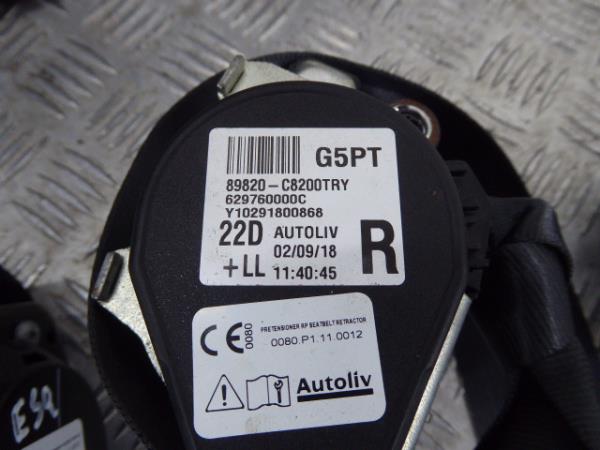 G5PT
89820-C8200TRY
629760000C
Y10291800868
22D AUTOLIV R
02/09/18
+LL 11:40:45
CE 0080
PRETENSIONER RP SEATBELT RETRACTOR
0080.P1.11.0012
Autoliv